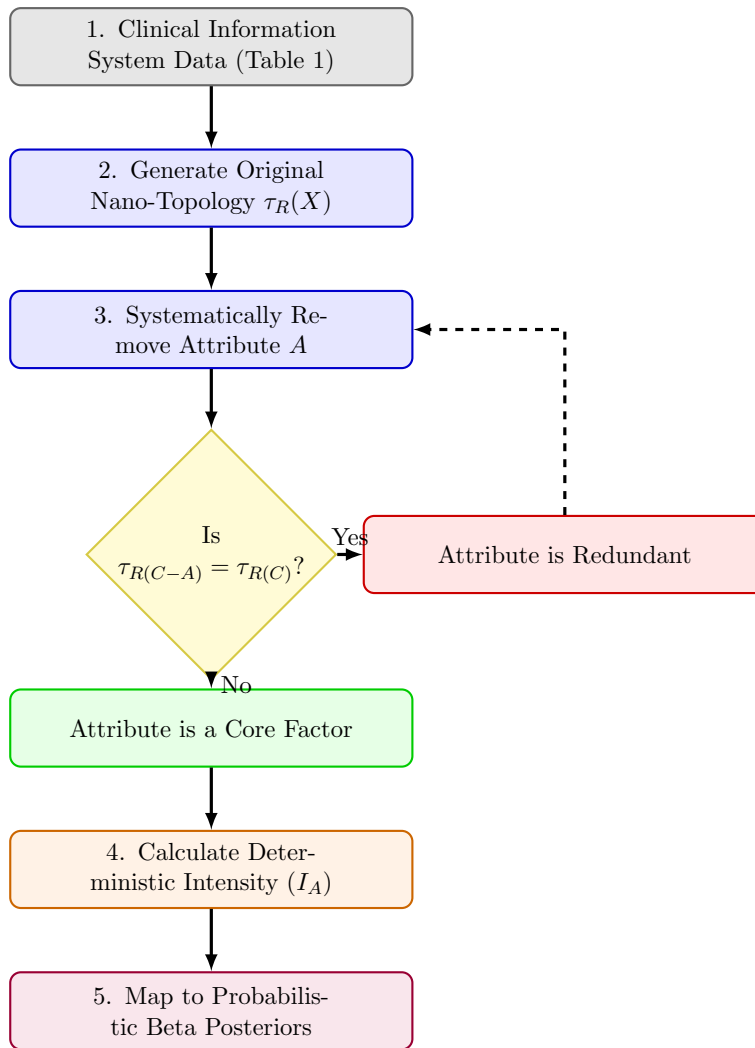 1. Clinical Information
System Data (Table 1)
2. Generate Original
Nano-Topology τ_R(X)
3. Systematically Re-
move Attribute A
Is
τ_{R(C−A)} = τ_{R(C)}?
Yes
Attribute is Redundant
No
Attribute is a Core Factor
4. Calculate Deter-
ministic Intensity (I_A)
5. Map to Probabilis-
tic Beta Posteriors